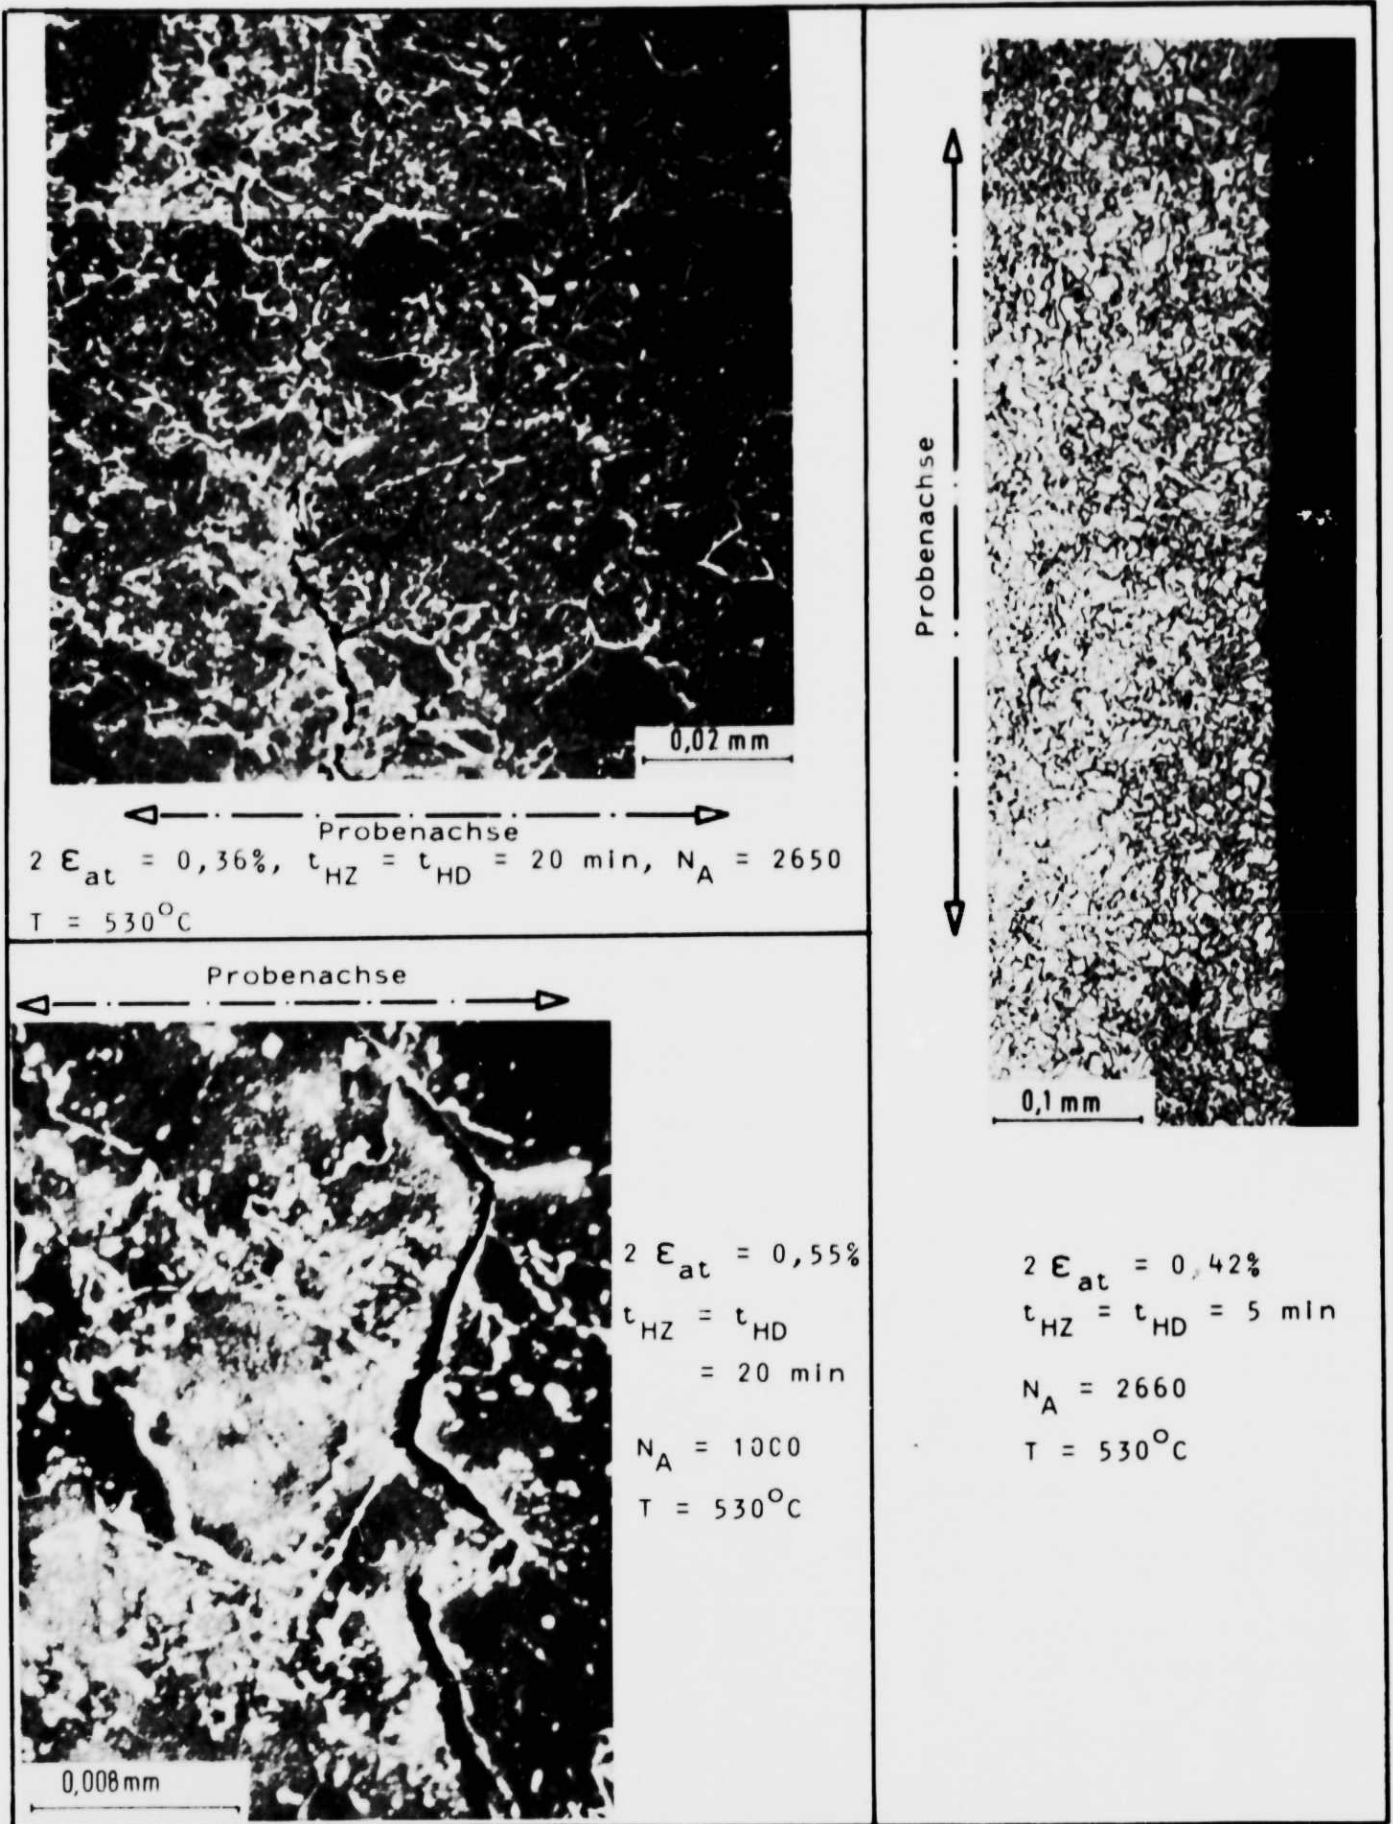 0,02 mm
Probenachse
2 ε_at = 0,36%, t_HZ = t_HD = 20 min, N_A = 2650
T = 530°C
Probenachse
2 ε_at = 0,55%
t_HZ = t_HD
= 20 min
N_A = 1000
T = 530°C
0,008mm
Probenachse
0,1 mm
2 ε_at = 0,42%
t_HZ = t_HD = 5 min
N_A = 2660
T = 530°C